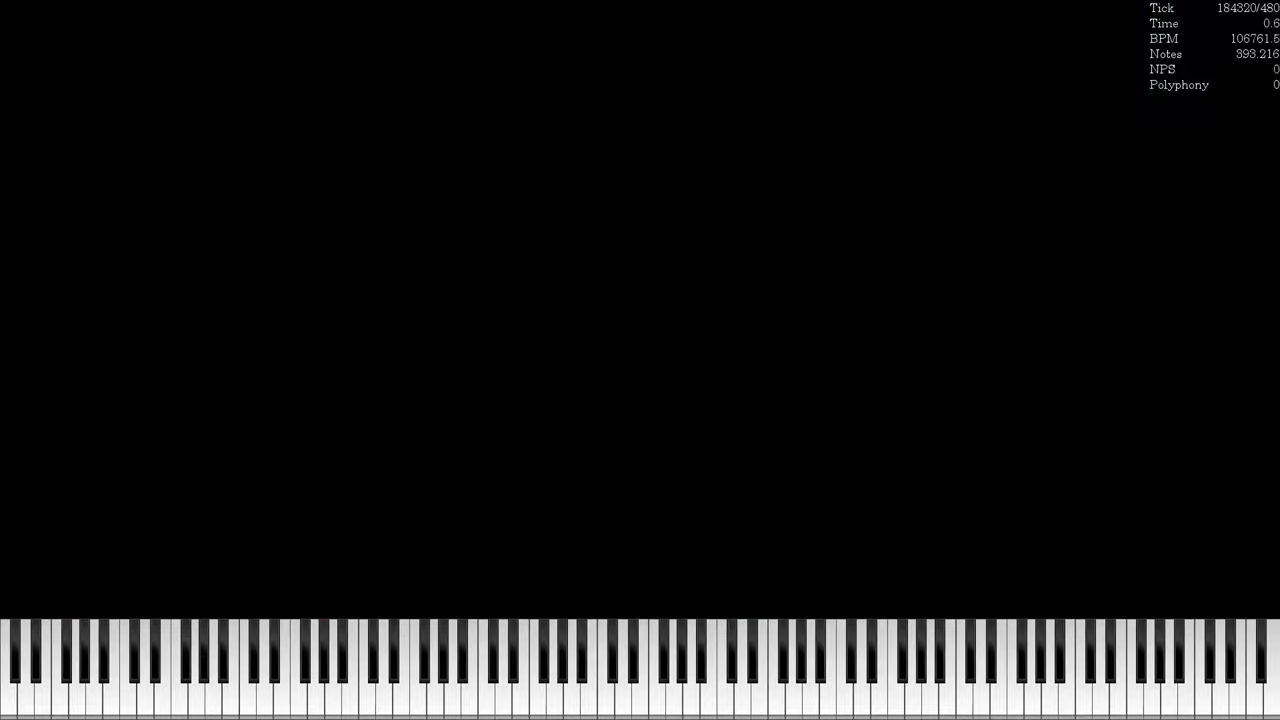 Tick 184320/480
Time 0.6
BPM 106761.5
Notes 393.216
NPS 0
Polyphony 0